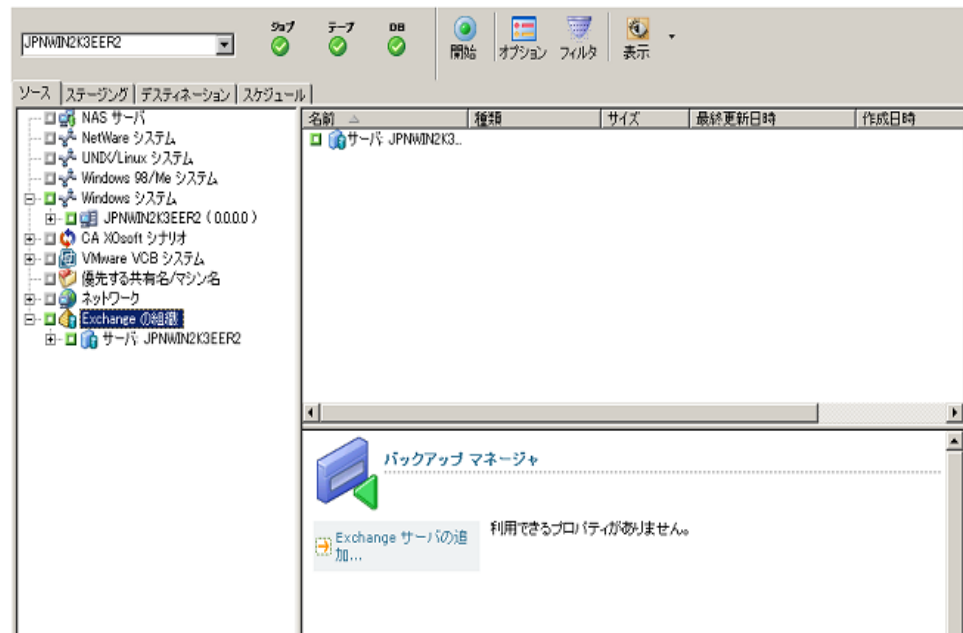 JPNWIN2K3EER2
ジョブ
テープ
DB
開始
オプション
フィルタ
表示
ソース
ステージング
デスティネーション
スケジュール
NAS サーバ
NetWare システム
UNIX/Linux システム
Windows 98/Me システム
Windows システム
JPNWIN2K3EER2 ( 0.0.0.0 )
CA XOsoft シナリオ
VMware VCB システム
優先する共有名/マシン名
ネットワーク
Exchange の組織
サーバ: JPNWIN2K3EER2
名前
種類
サイズ
最終更新日時
作成日時
サーバ: JPNWIN2K3...
バックアップ マネージャ
Exchange サーバの追
加...
利用できるプロパティがありません。